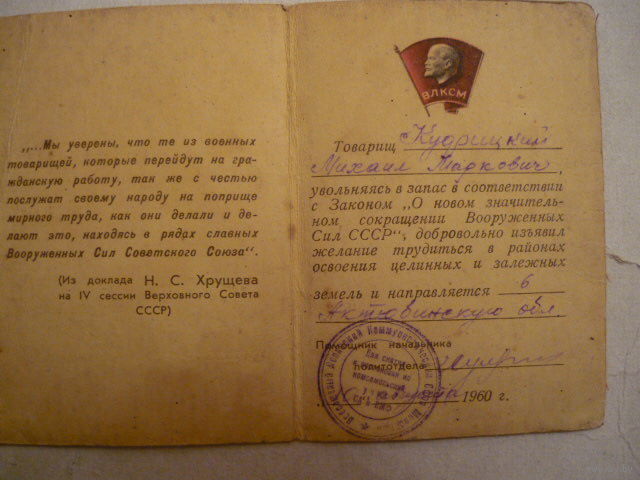 „...Мы уверены, что те из военных
товарищей, которые перейдут на гра-
жданскую работу, так же с честью
послужат своему народу на поприще
мирного труда, как они делали и де-
лают это, находясь в рядах славных
Вооруженных Сил Советского Союза“.
(Из доклада Н. С. Хрущева
на IV сессии Верховного Совета
СССР)
ВЛКСМ
Товарищ Кудрицкий
Михаил Маркович,
увольняясь в запас в соответствии
с Законом „О новом значитель-
ном сокращении Вооруженных
Сил СССР“, добровольно изъявил
желание трудиться в районах
освоения целинных и залежных
земель и направляется в
Актюбинскую обл.
Помощник начальника
политотдела
1960 г.